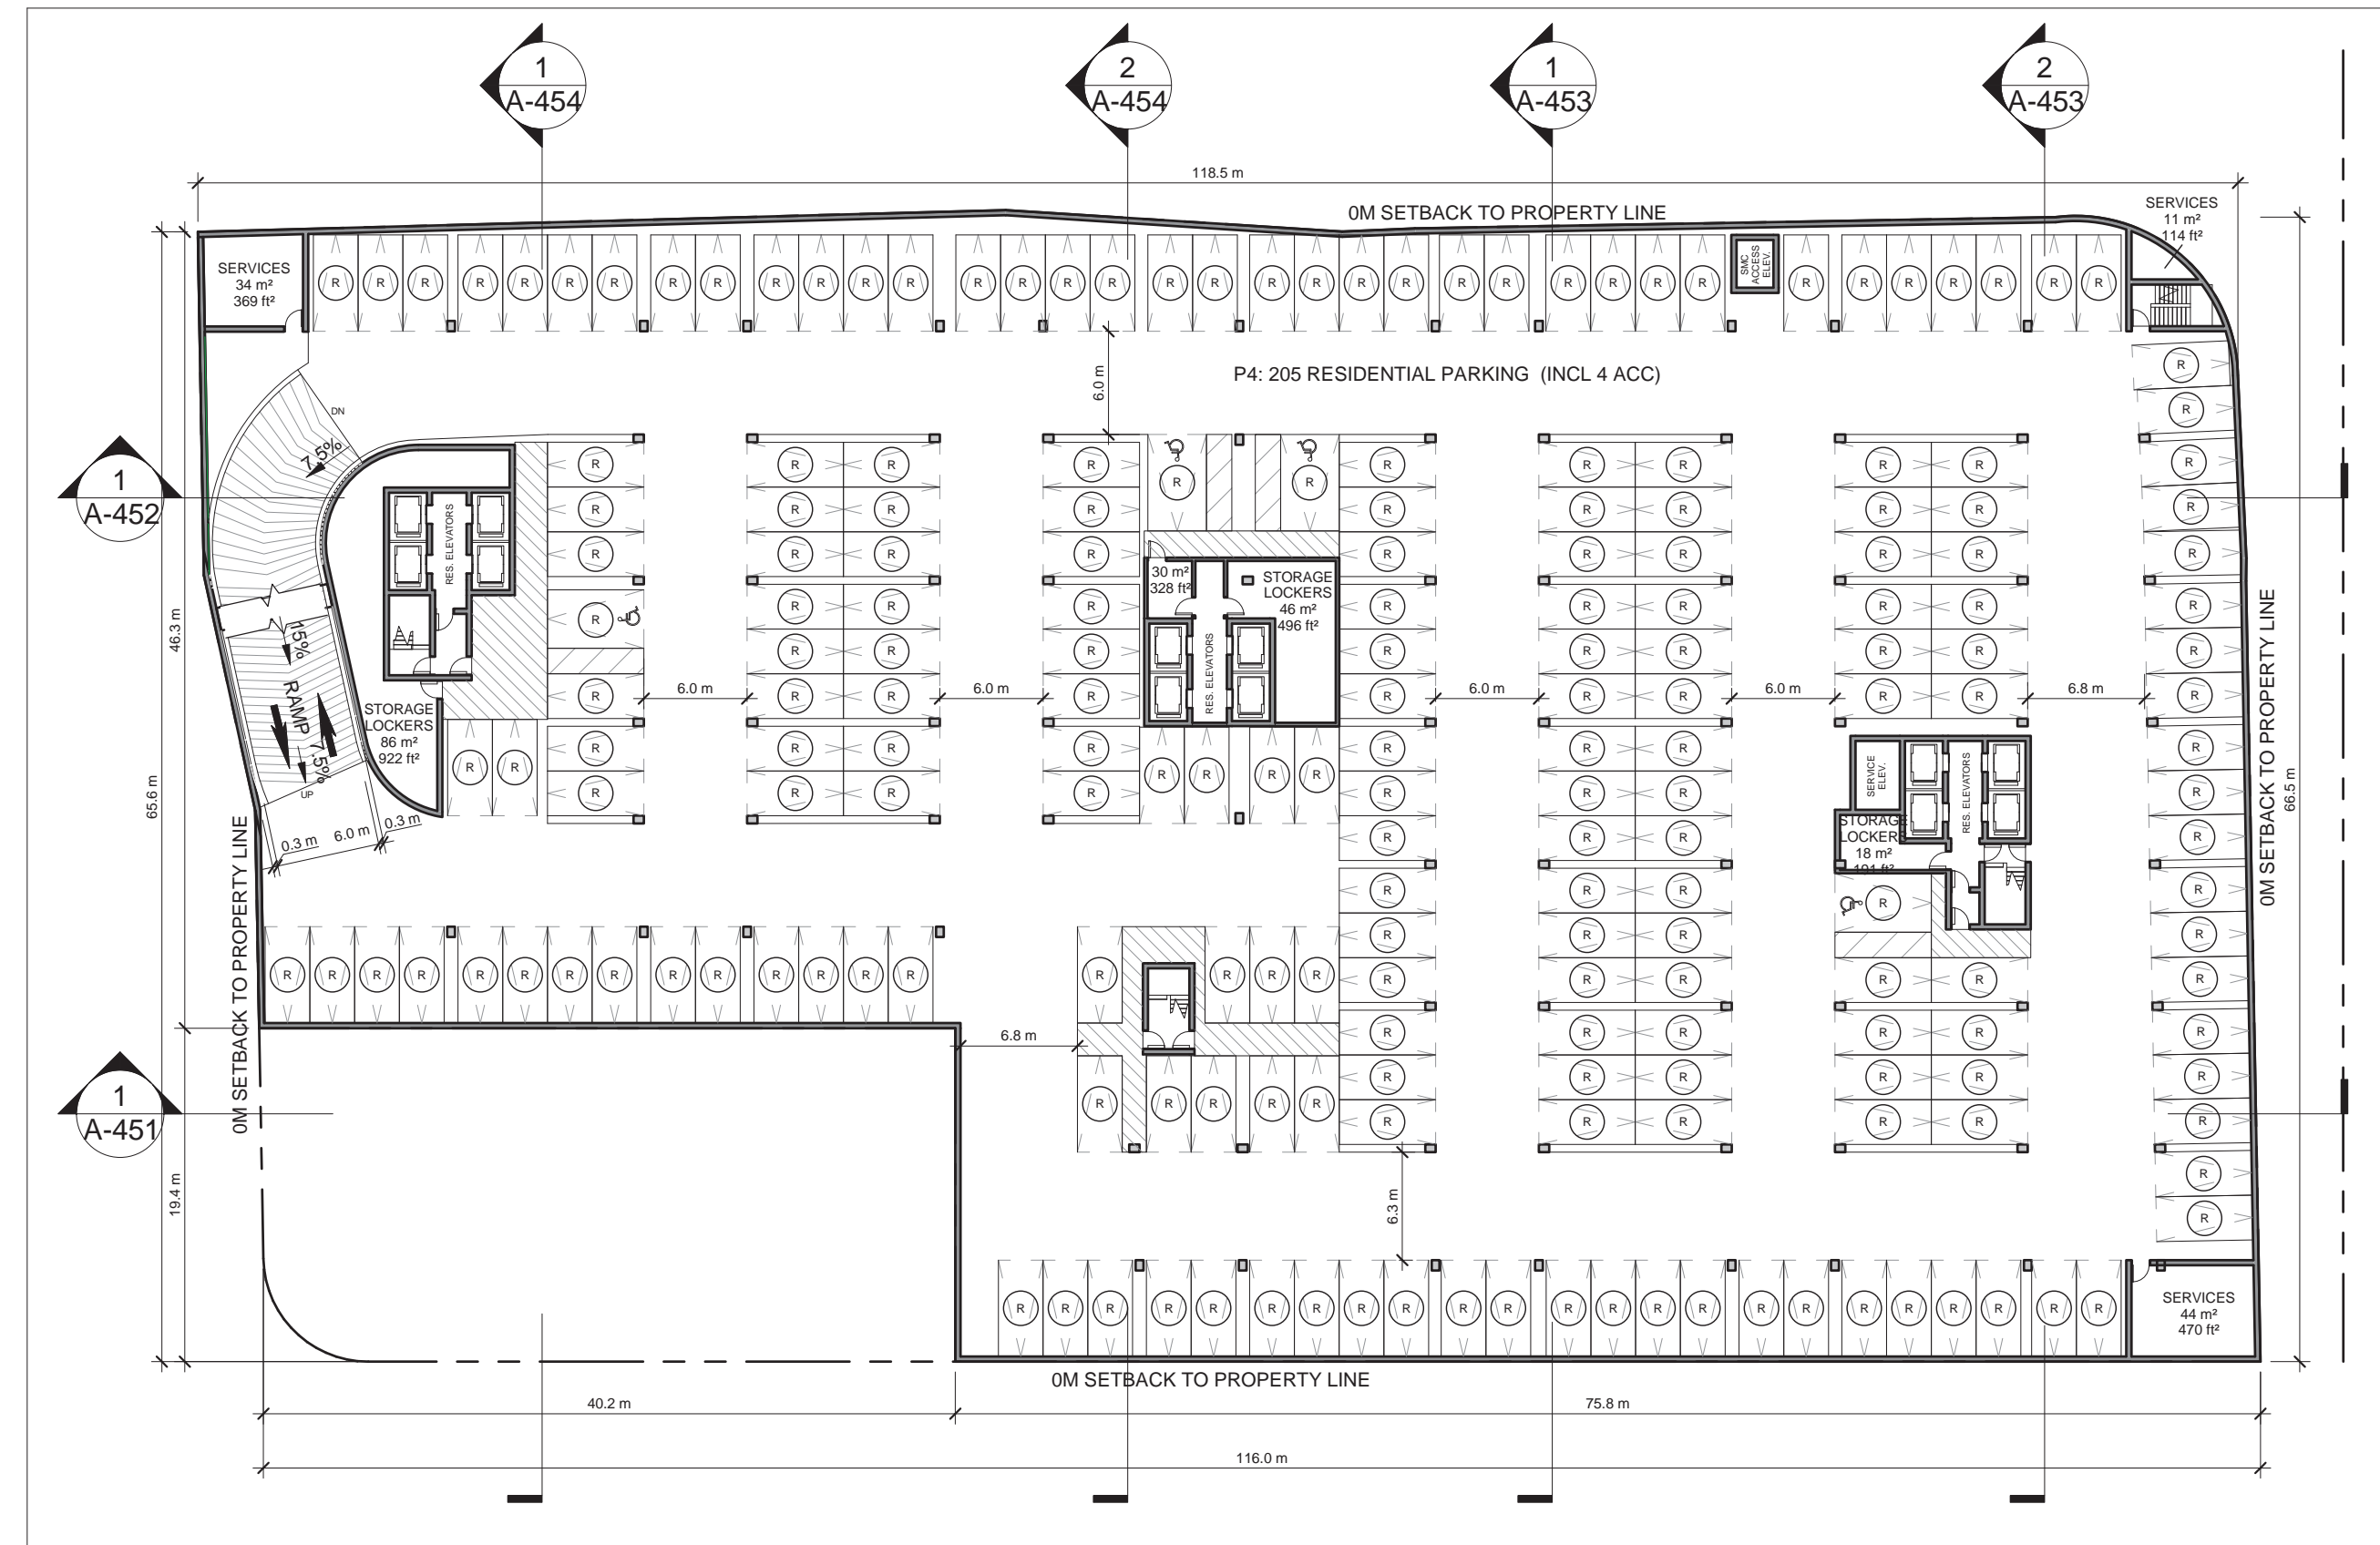 1
A-454
2
A-454
1
A-453
2
A-453
118.5 m
0M SETBACK TO PROPERTY LINE
SERVICES
11 m²
114 ft²
SERVICES
34 m²
369 ft²
R R R R R R R R R R R R R R R R R R R R R R R R R R R R R R R R R R R R R
SMC
ACCESS
ELEV.
P4: 205 RESIDENTIAL PARKING (INCL 4 ACC)
6.0 m
DN
7.5%
1
A-452
RES. ELEVATORS
30 m²
328 ft²
STORAGE
LOCKERS
46 m²
496 ft²
RES. ELEVATORS
46.3 m
65.6 m
15%
RAMP
7.5%
UP
STORAGE
LOCKERS
86 m²
922 ft²
6.0 m
6.0 m
6.0 m
6.0 m
6.8 m
SERVICE
ELEV.
RES. ELEVATORS
STORAGE
LOCKERS
18 m²
191 ft²
0.3 m
6.0 m
0.3 m
0M SETBACK TO PROPERTY LINE
0M SETBACK TO PROPERTY LINE
66.5 m
R R R R R R R R R R R R R R
6.8 m
1
A-451
19.4 m
6.3 m
R R R R R R R R R R R R R R R R R R R R R R R R
SERVICES
44 m²
470 ft²
0M SETBACK TO PROPERTY LINE
40.2 m
75.8 m
116.0 m